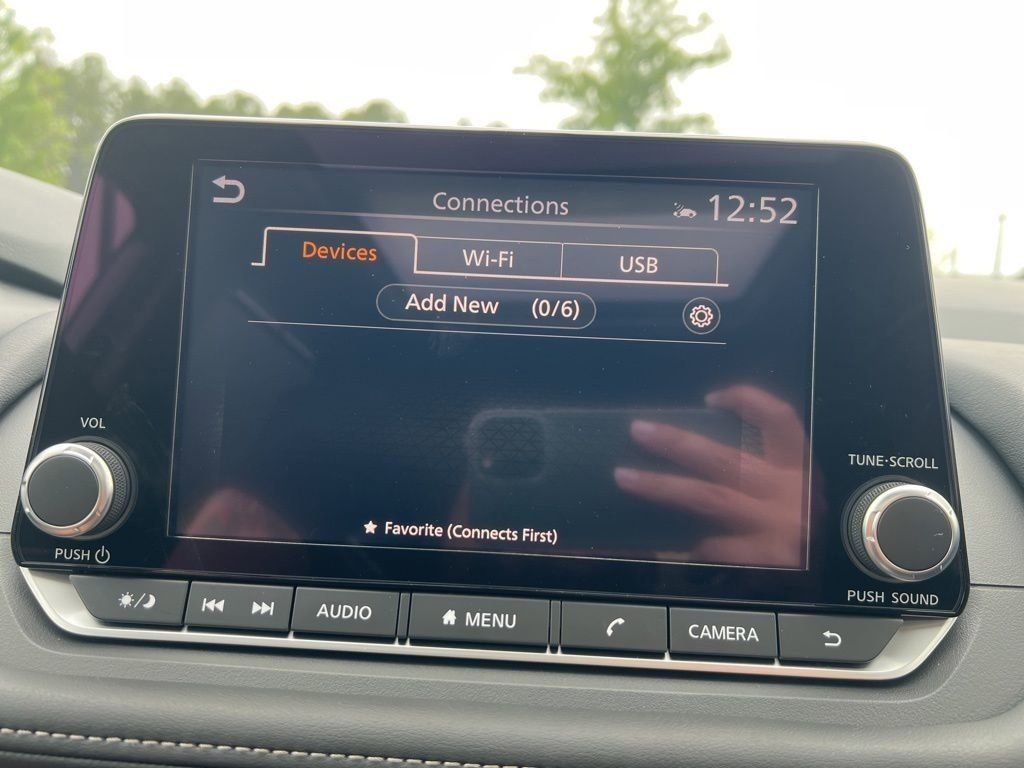 Connections 12:52
Devices Wi-Fi USB
Add New (0/6)
VOL
TUNE·SCROLL
Favorite (Connects First)
PUSH
PUSH SOUND
AUDIO MENU CAMERA